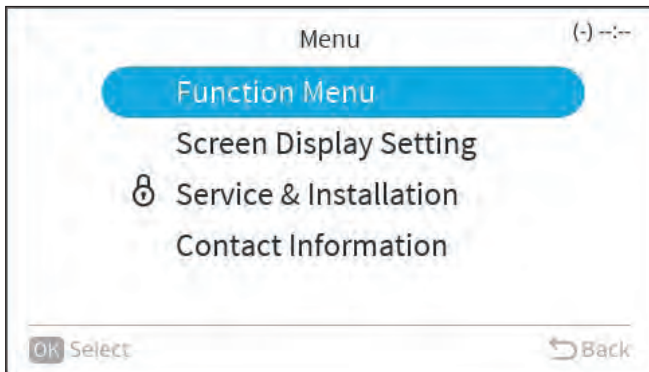 Menu
(-) --:--
Function Menu
Screen Display Setting
Service & Installation
Contact Information
OK Select
Back